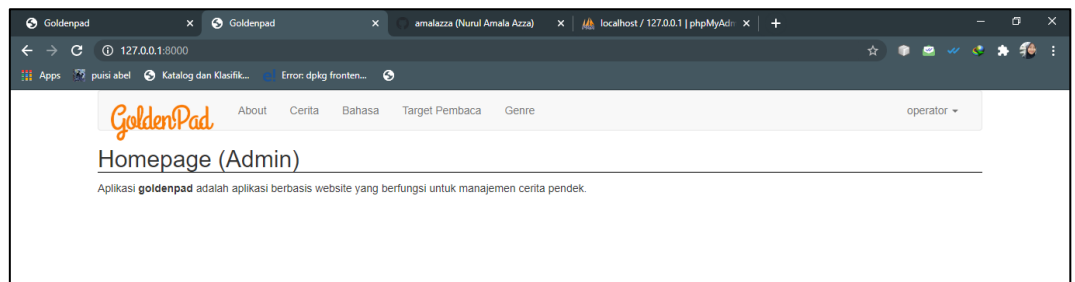 Goldenpad
Goldenpad
amalazza (Nurul Amala Azza)
localhost / 127.0.0.1 | phpMyAdm
127.0.0.1:8000
Apps
puisi abel
Katalog dan Klasifik...
Error: dpkg fronten...
GoldenPad
About
Cerita
Bahasa
Target Pembaca
Genre
operator
Homepage (Admin)
Aplikasi goldenpad adalah aplikasi berbasis website yang berfungsi untuk manajemen cerita pendek.